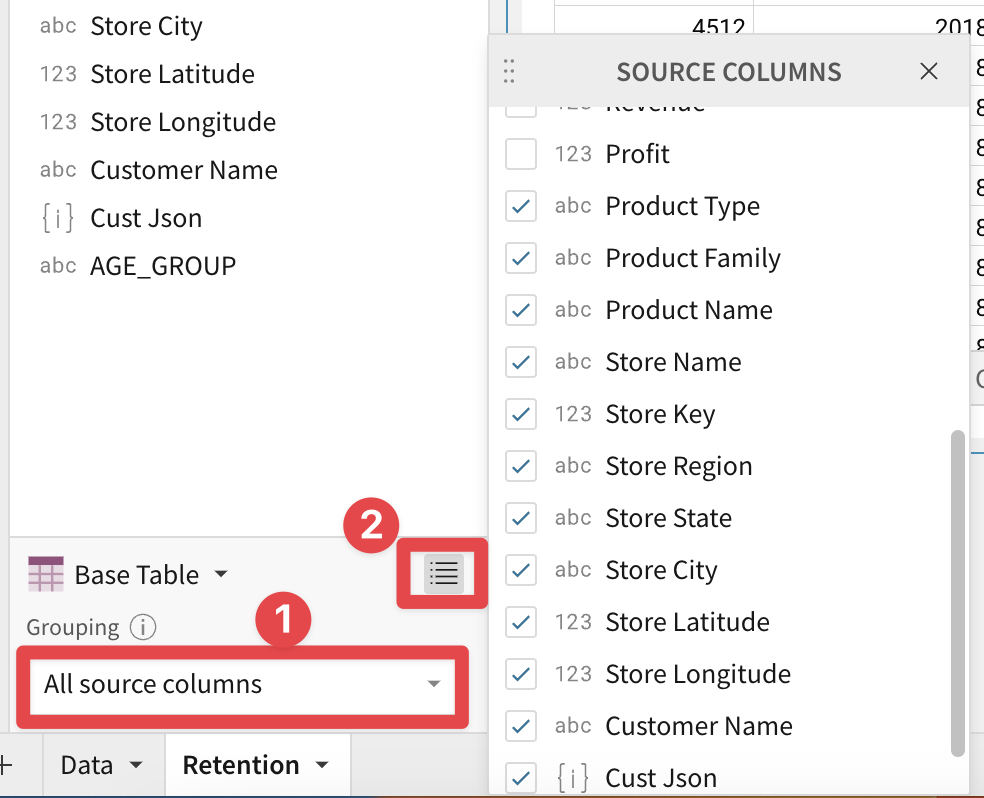 abc Store City
123 Store Latitude
123 Store Longitude
abc Customer Name
{i} Cust Json
abc AGE_GROUP
2
Base Table
1
Grouping i
All source columns
+ Data
Retention
4512 2018
SOURCE COLUMNS
123 Revenue
123 Profit
abc Product Type
abc Product Family
abc Product Name
abc Store Name
123 Store Key
abc Store Region
abc Store State
abc Store City
123 Store Latitude
123 Store Longitude
abc Customer Name
{i} Cust Json